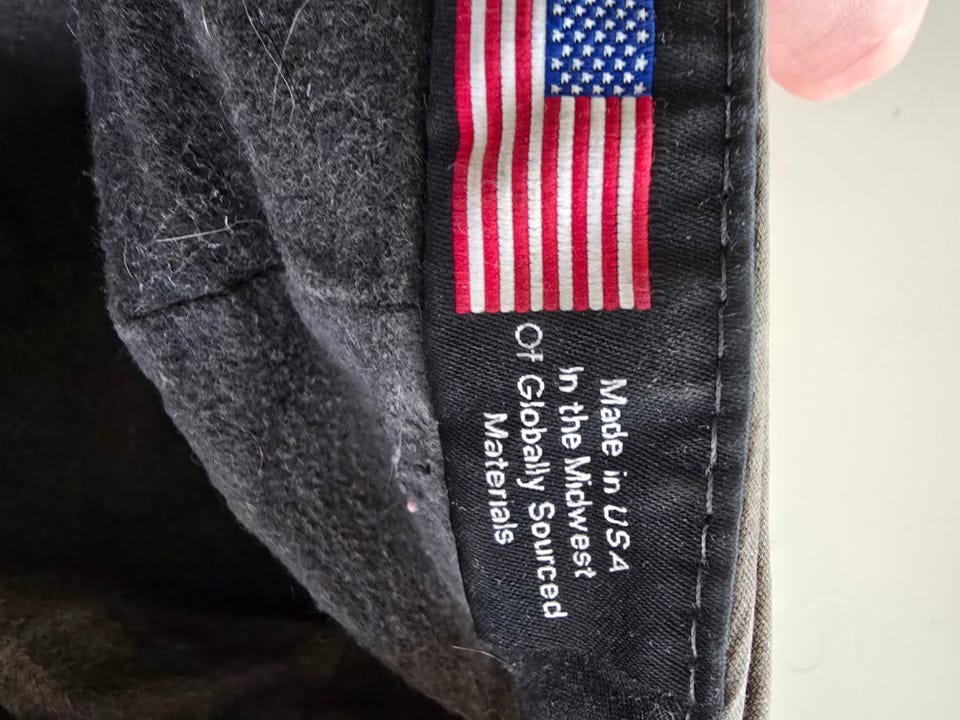 Made in USA
In the Midwest
Of Globally Sourced
Materials